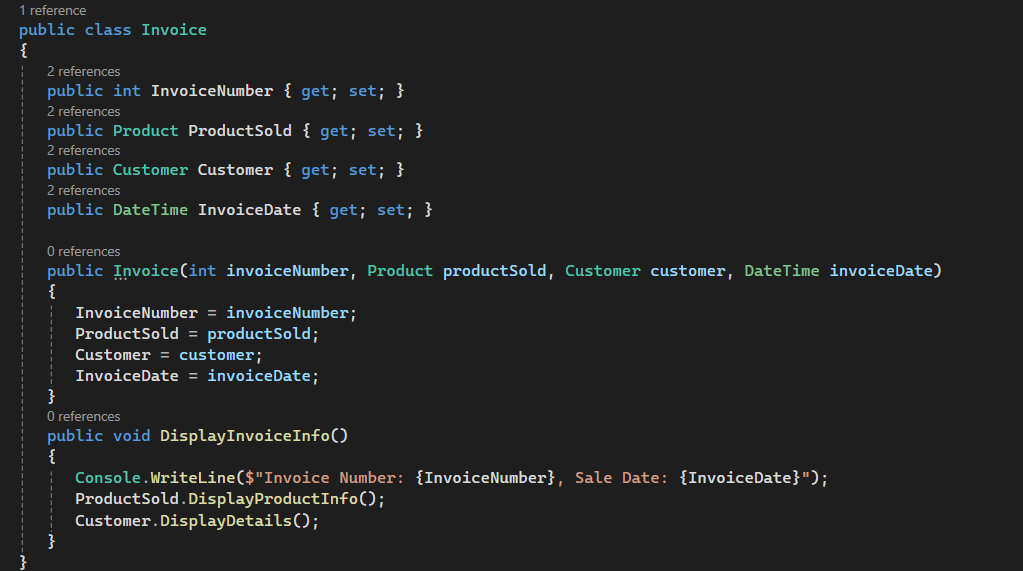 1 reference
public class Invoice
{
2 references
public int InvoiceNumber { get; set; }
2 references
public Product ProductSold { get; set; }
2 references
public Customer Customer { get; set; }
2 references
public DateTime InvoiceDate { get; set; }
0 references
public Invoice(int invoiceNumber, Product productSold, Customer customer, DateTime invoiceDate)
{
InvoiceNumber = invoiceNumber;
ProductSold = productSold;
Customer = customer;
InvoiceDate = invoiceDate;
}
0 references
public void DisplayInvoiceInfo()
{
Console.WriteLine($"Invoice Number: {InvoiceNumber}, Sale Date: {InvoiceDate}");
ProductSold.DisplayProductInfo();
Customer.DisplayDetails();
}
}